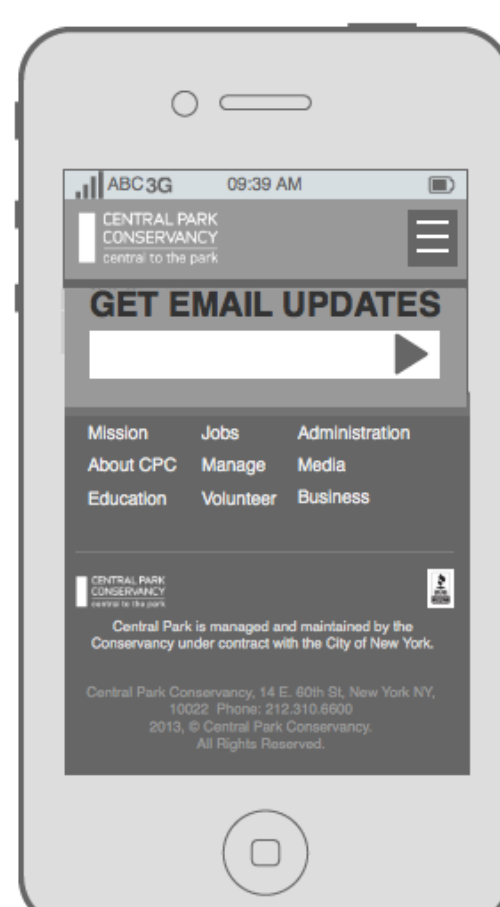 ABC 3G 09:39 AM
CENTRAL PARK
CONSERVANCY
central to the park
GET EMAIL UPDATES
Mission Jobs Administration
About CPC Manage Media
Education Volunteer Business
CENTRAL PARK
CONSERVANCY
central to the park
Central Park is managed and maintained by the
Conservancy under contract with the City of New York.
Central Park Conservancy, 14 E. 60th St, New York NY,
10022 Phone: 212.310.6600
2013, © Central Park Conservancy.
All Rights Reserved.